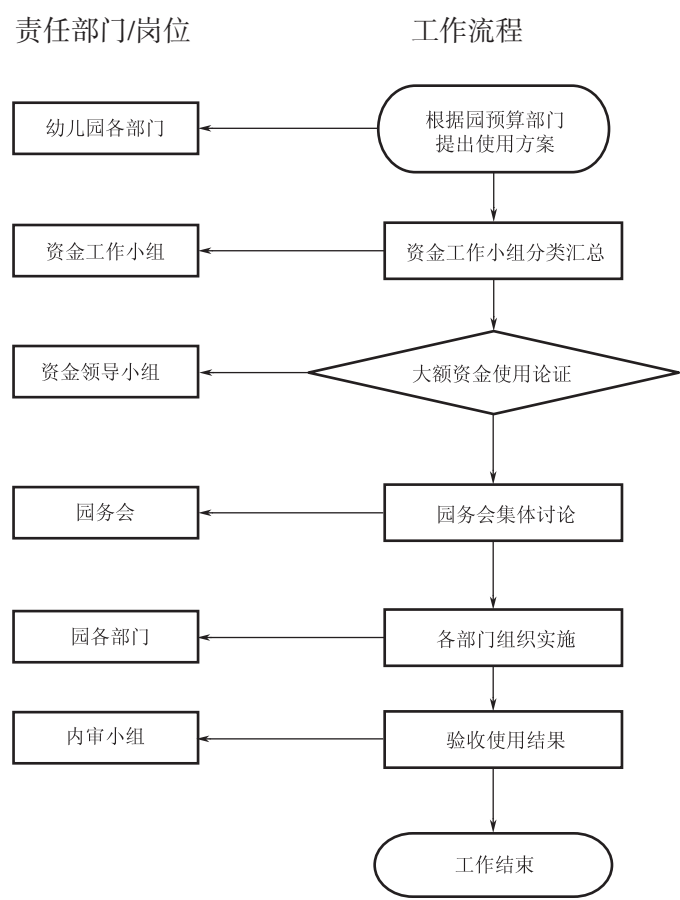 责任部门/岗位
工作流程
幼儿园各部门
根据园预算部门
提出使用方案
资金工作小组
资金工作小组分类汇总
资金领导小组
大额资金使用论证
园务会
园务会集体讨论
园各部门
各部门组织实施
内审小组
验收使用结果
工作结束